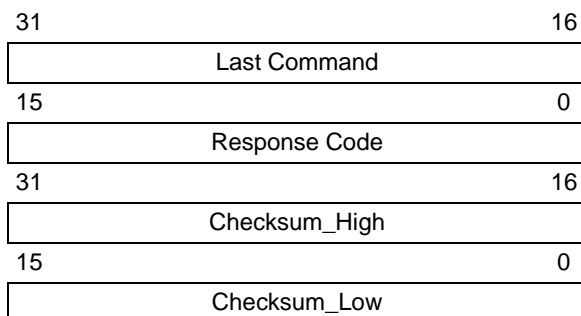 31 16
Last Command
15 0
Response Code
31 16
Checksum_High
15 0
Checksum_Low